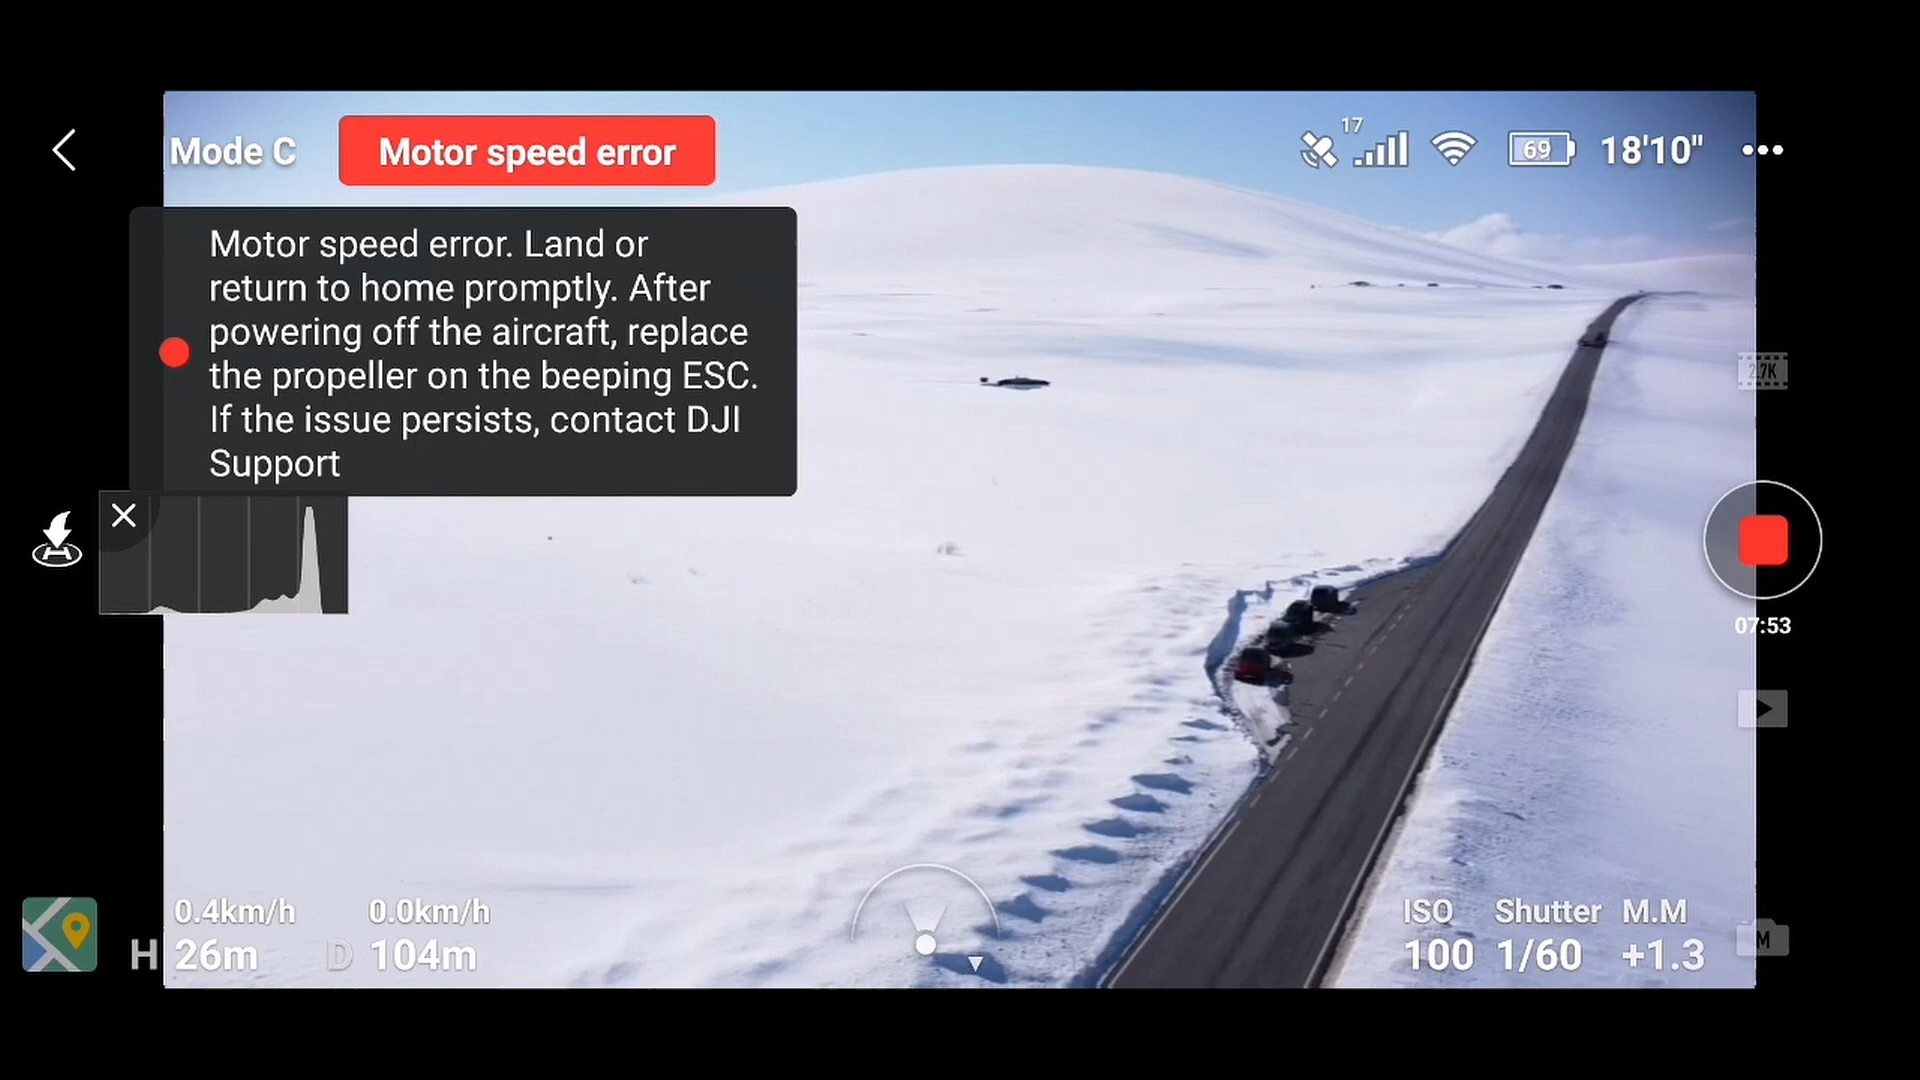 Mode C
Motor speed error
17
69
18'10"
Motor speed error. Land or
return to home promptly. After
powering off the aircraft, replace
the propeller on the beeping ESC.
If the issue persists, contact DJI
Support
2.7K
07:53
0.4km/h
0.0km/h
H 26m
D 104m
ISO
Shutter
M.M
100
1/60
+1.3
M